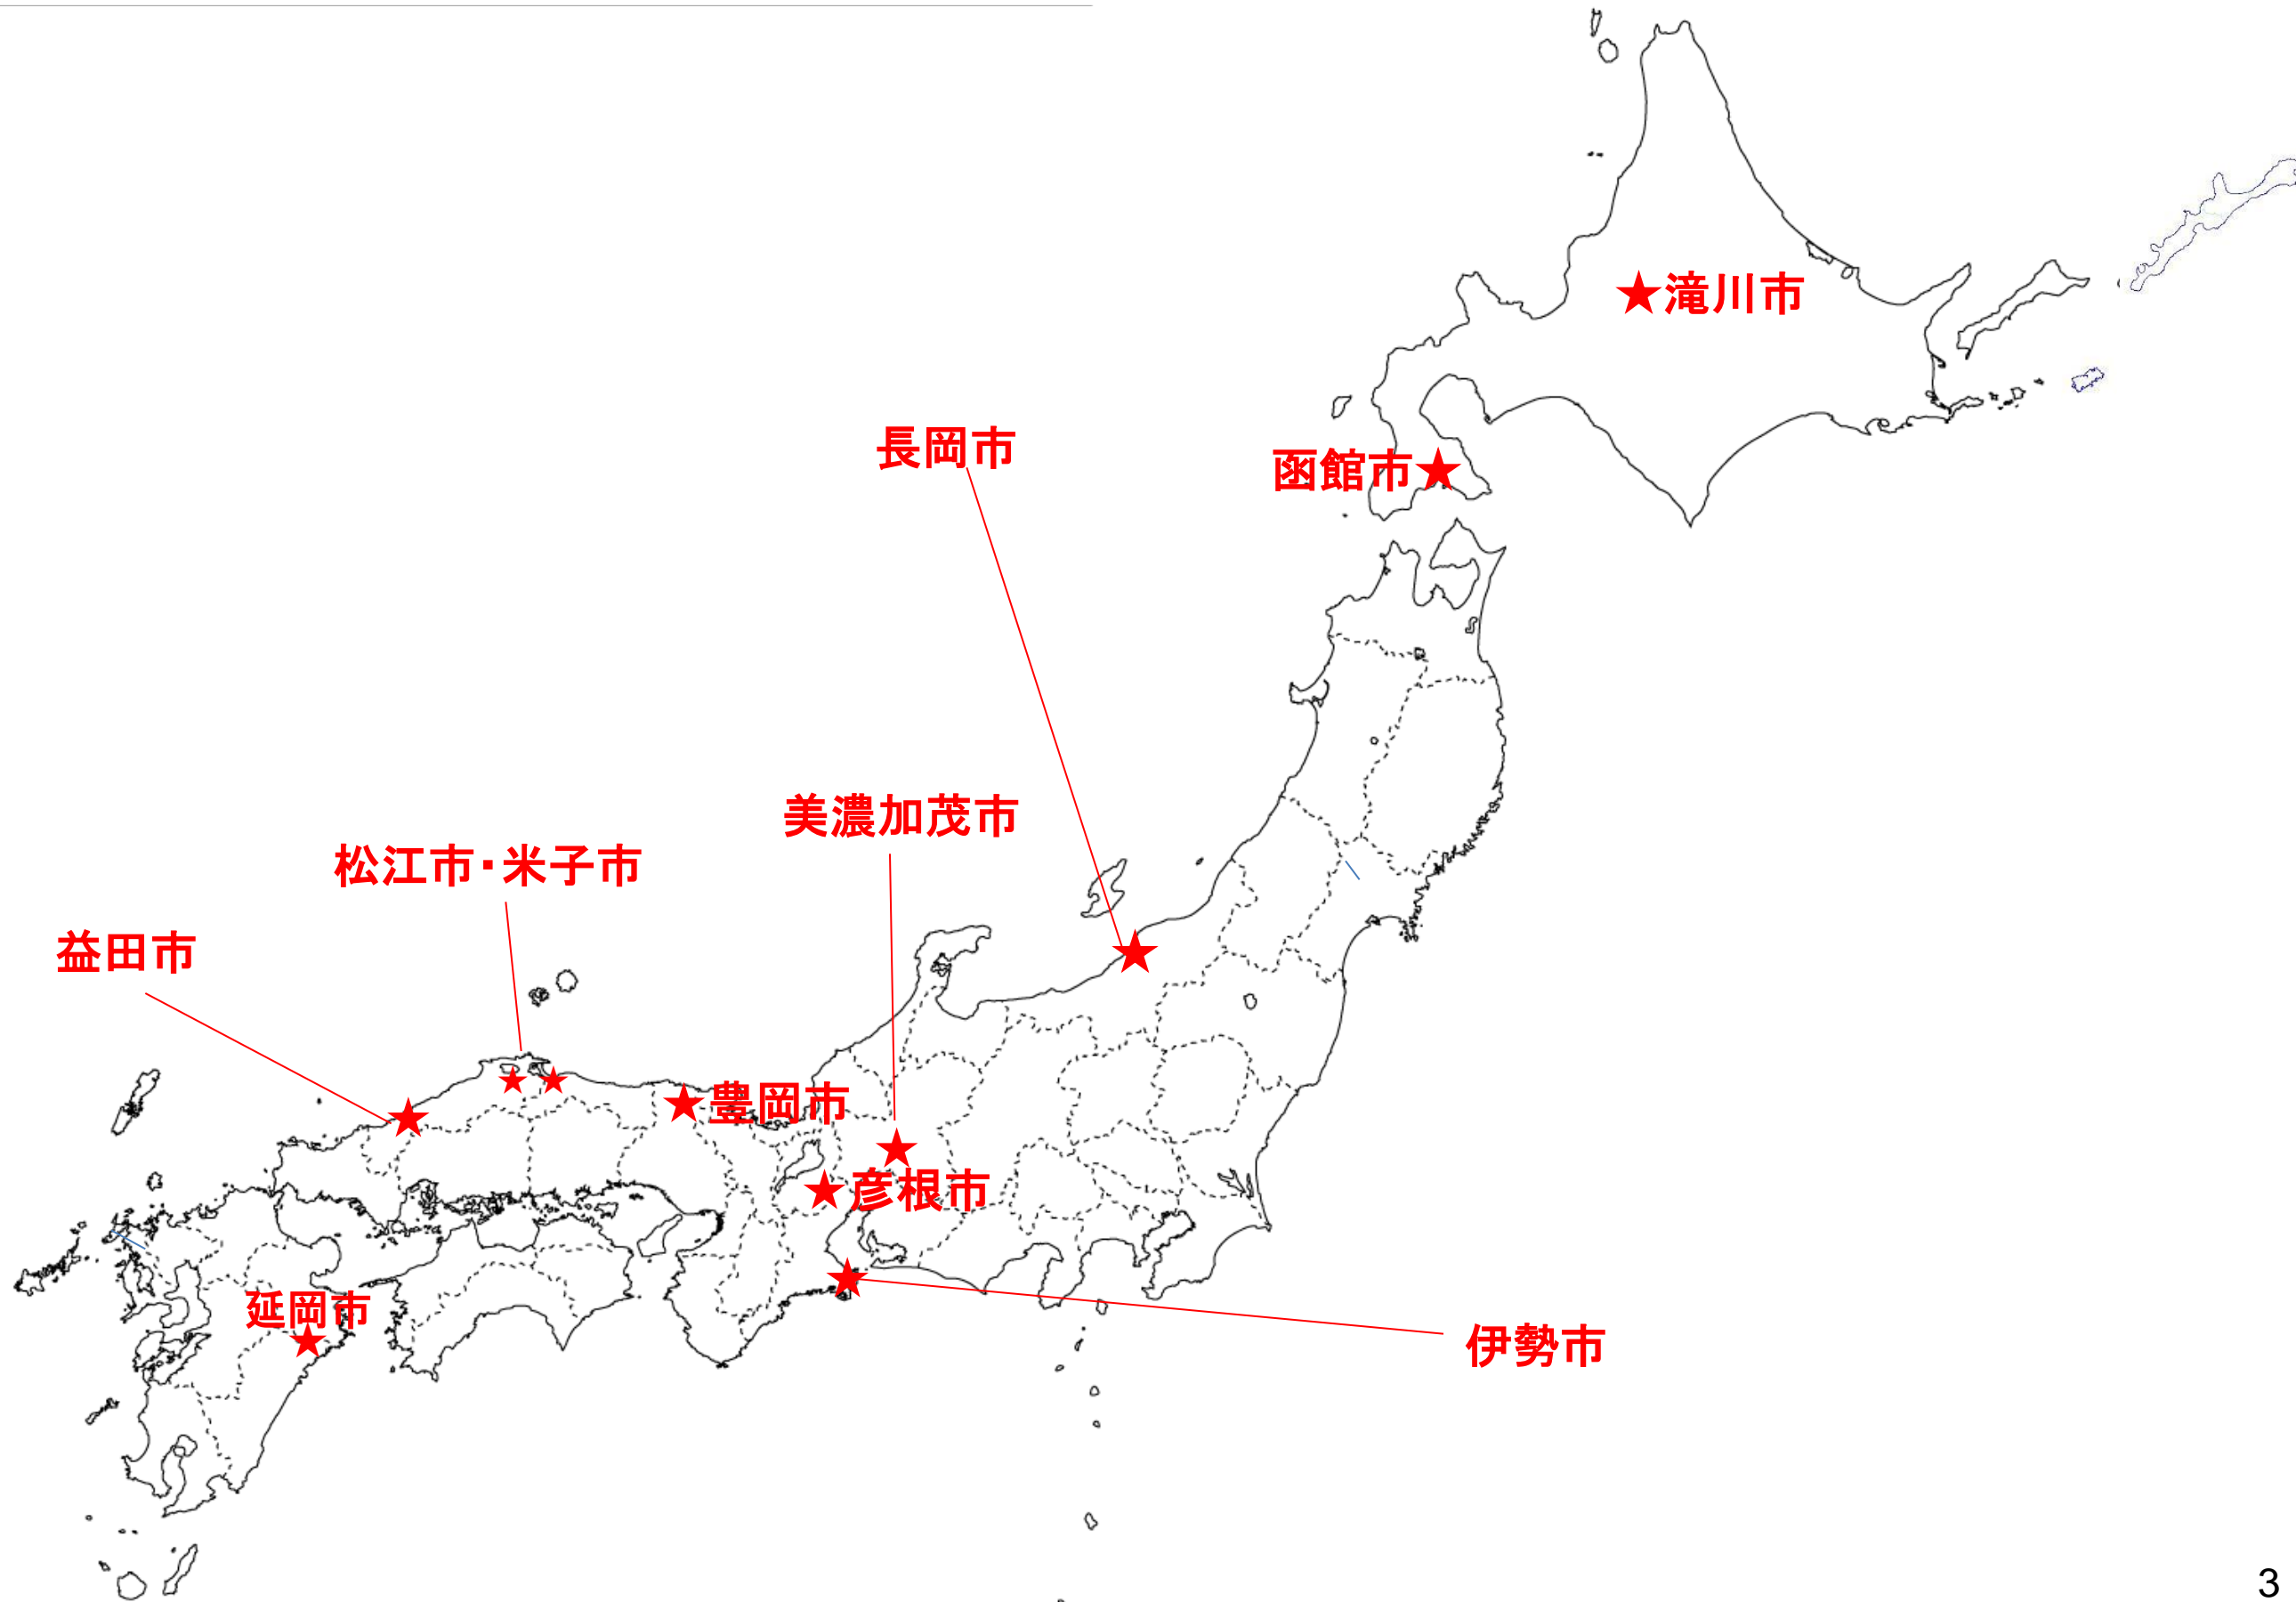 ★滝川市
長岡市
函館市★
美濃加茂市
松江市・米子市
益田市
★豊岡市
★彦根市
延岡市
伊勢市
3